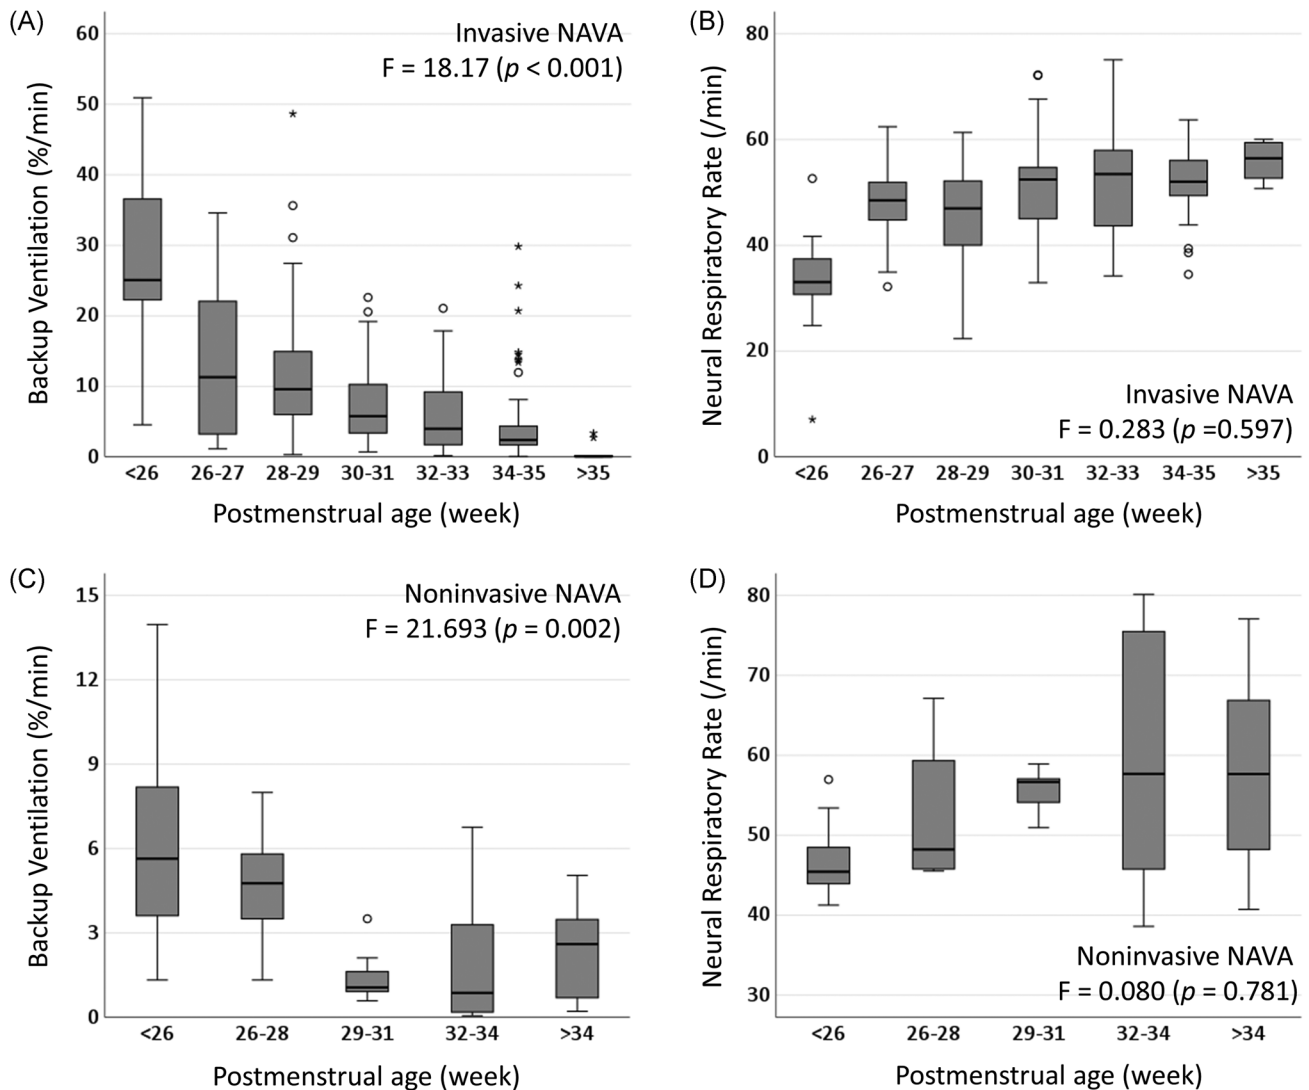 (A)
Invasive NAVA
F = 18.17 (p < 0.001)
Backup Ventilation (%/min)
60
50
40
30
20
10
0
<26 26-27 28-29 30-31 32-33 34-35 >35
Postmenstrual age (week)
(B)
Neural Respiratory Rate (/min)
80
60
40
20
0
Invasive NAVA
F = 0.283 (p =0.597)
<26 26-27 28-29 30-31 32-33 34-35 >35
Postmenstrual age (week)
(C)
Noninvasive NAVA
F = 21.693 (p = 0.002)
Backup Ventilation (%/min)
15
12
9
6
3
0
<26 26-28 29-31 32-34 >34
Postmenstrual age (week)
(D)
Neural Respiratory Rate (/min)
80
70
60
50
40
30
Noninvasive NAVA
F = 0.080 (p = 0.781)
<26 26-28 29-31 32-34 >34
Postmenstrual age (week)